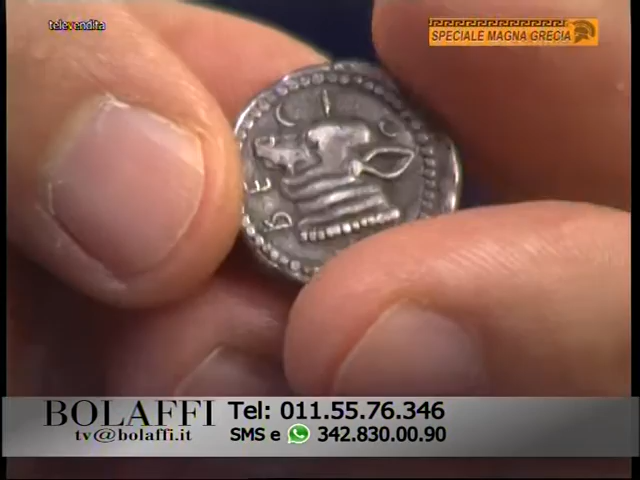 televendita
SPECIALE MAGNA GRECIA
BOLAFFI
tv@bolaffi.it
Tel: 011.55.76.346
SMS e 342.830.00.90